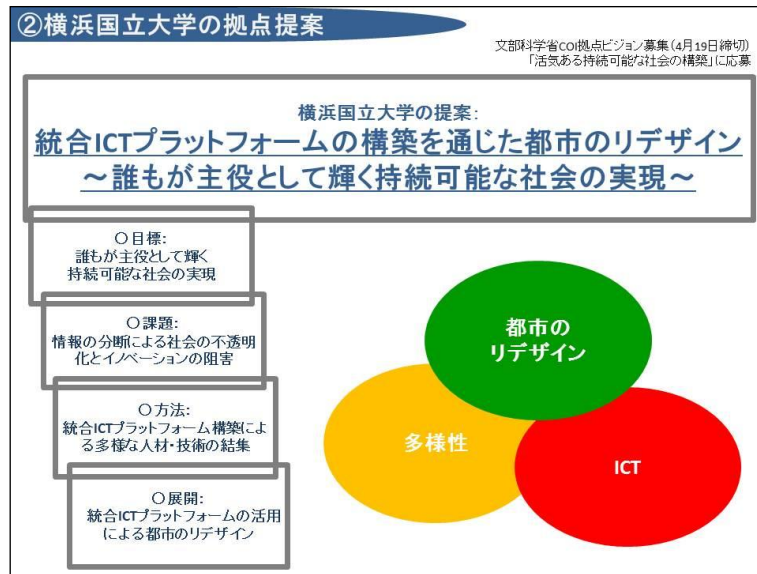 ②横浜国立大学の拠点提案
文部科学省COI拠点ビジョン募集(4月19日締切)
「活気ある持続可能な社会の構築」に応募
横浜国立大学の提案:
統合ICTプラットフォームの構築を通じた都市のリデザイン
～誰もが主役として輝く持続可能な社会の実現～
○目標:
誰もが主役として輝く
持続可能な社会の実現
○課題:
情報の分断による社会の不透明
化とイノベーションの阻害
○方法:
統合ICTプラットフォーム構築によ
る多様な人材・技術の結集
○展開:
統合ICTプラットフォームの活用
による都市のリデザイン
都市の
リデザイン
多様性
ICT